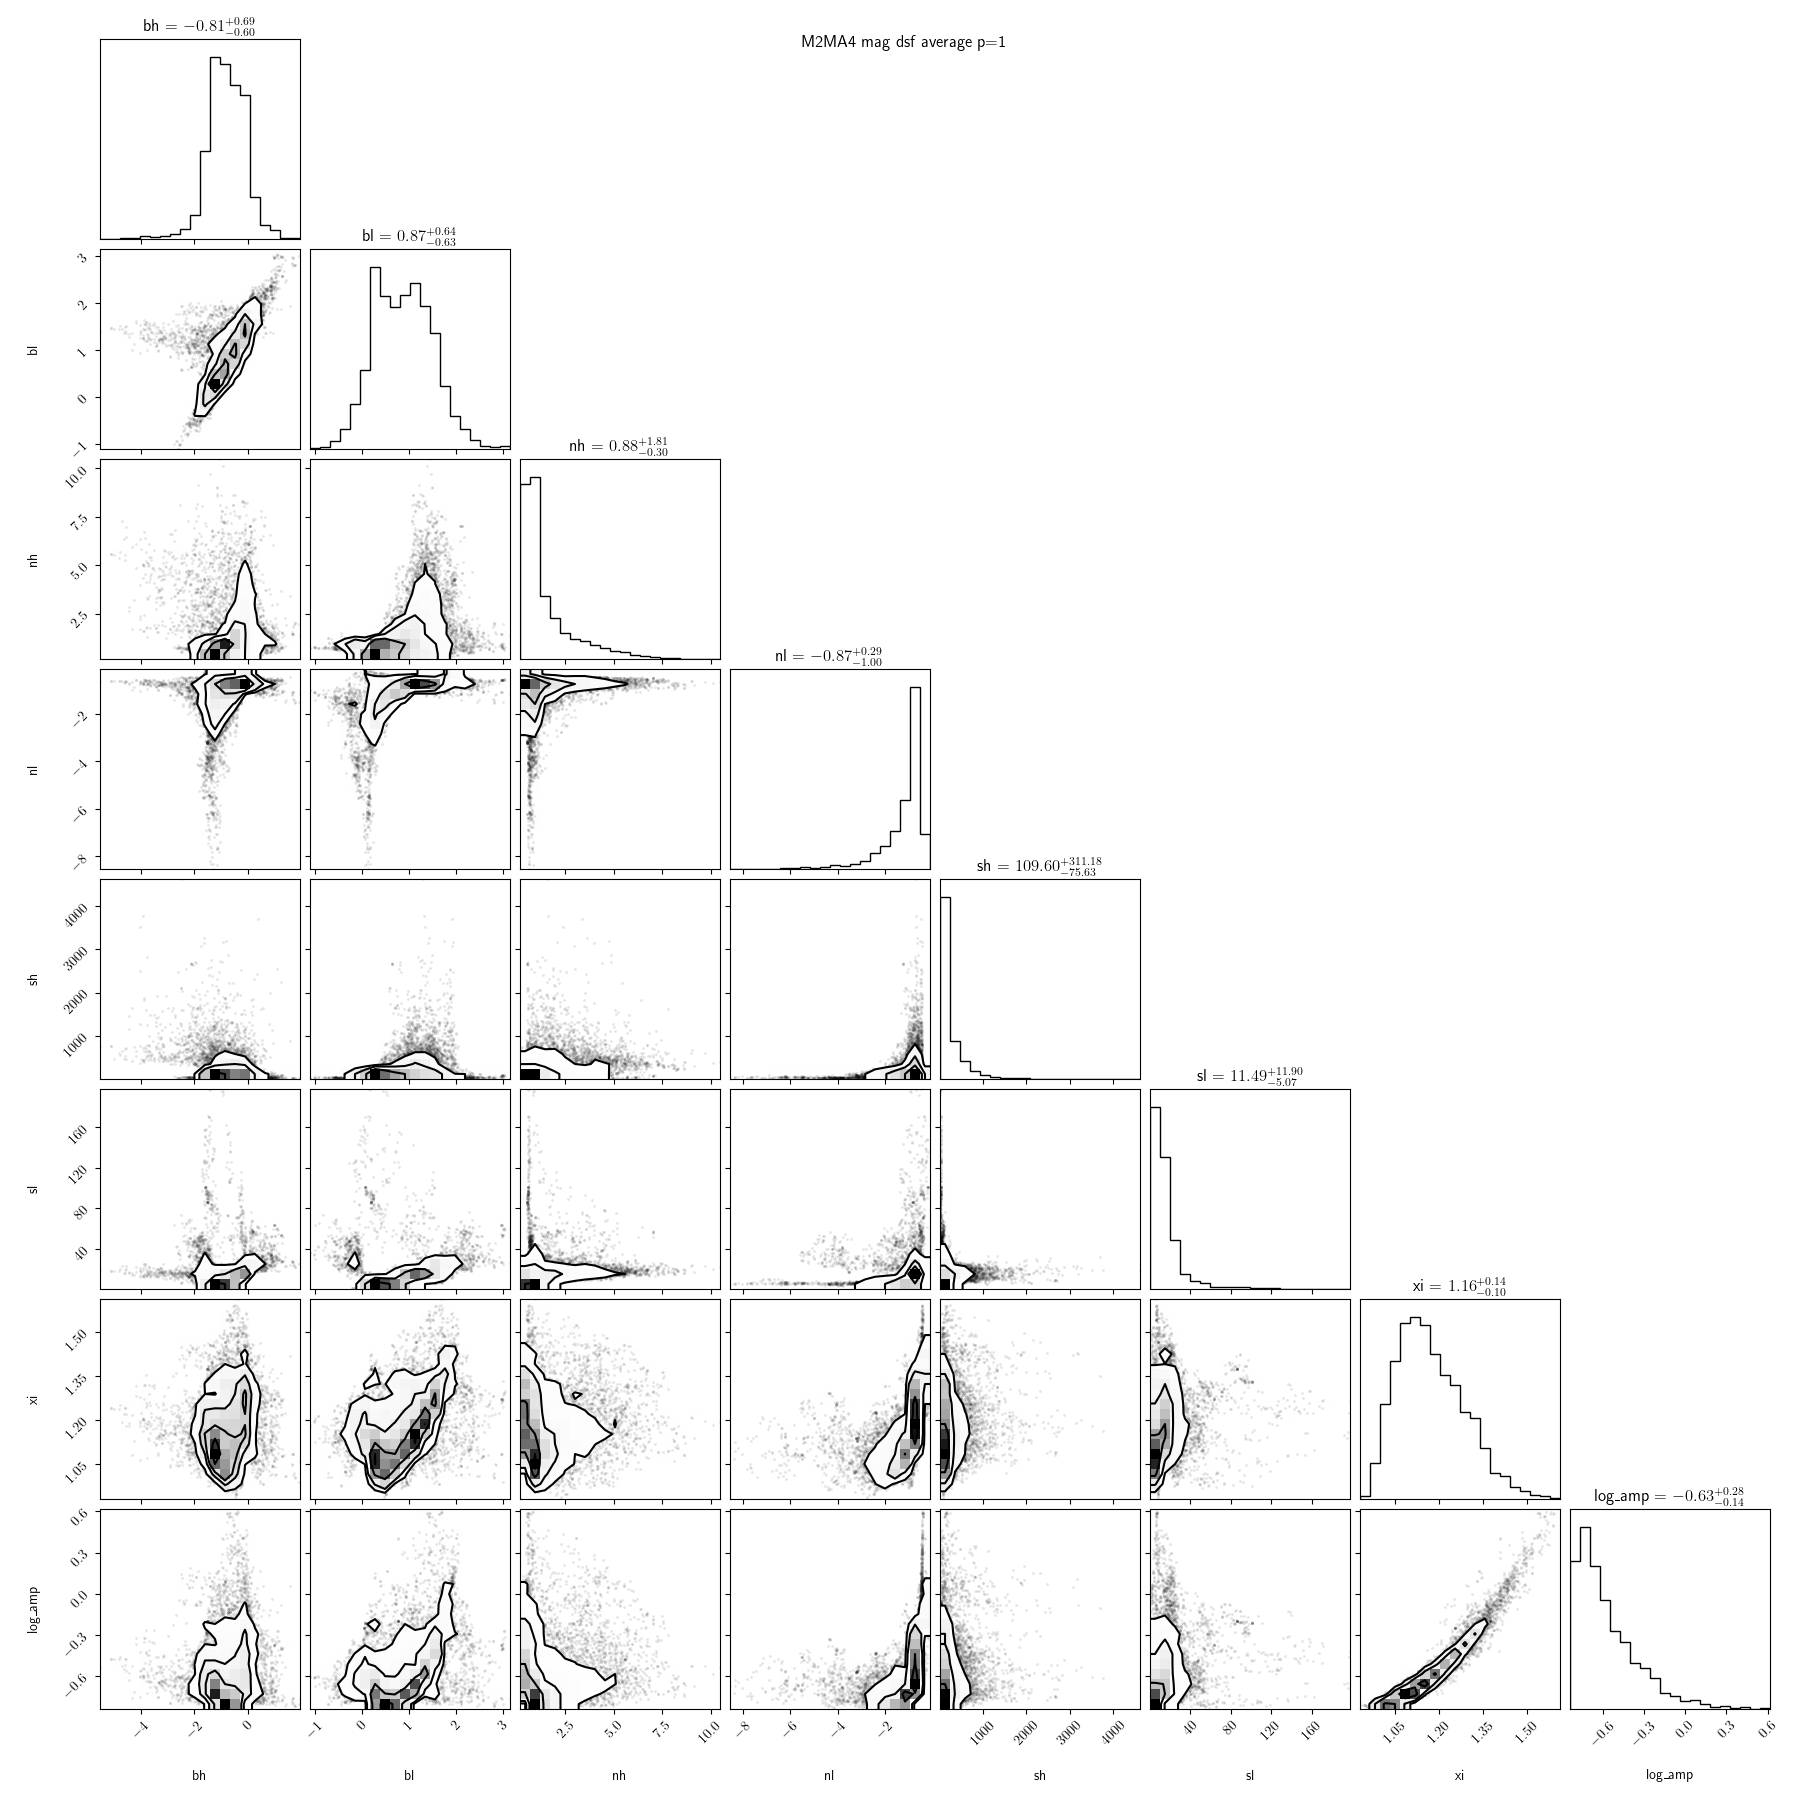 M2MA4 mag dsf average p=1
bh = −0.81 +0.69 −0.60
bl = 0.87 +0.64 −0.63
3
2
1
0
−1
bl
nh = 0.88 +1.81 −0.30
10.0
7.5
5.0
2.5
nh
nl = −0.87 +0.29 −1.00
−2
−4
−6
−8
nl
sh = 109.60 +311.18 −75.63
4000
3000
2000
1000
sh
sl = 11.49 +11.90 −5.07
160
120
80
40
sl
xi = 1.16 +0.14 −0.10
1.50
1.35
1.20
1.05
xi
log_amp = −0.63 +0.28 −0.14
0.6
0.3
0.0
−0.3
−0.6
log_amp
−4 −2 0 −1 0 1 2 3 2.5 5.0 7.5 10.0 −8 −6 −4 −2 1000 2000 3000 4000 40 80 120 160 1.05 1.20 1.35 1.50 −0.6 −0.3 0.0 0.3 0.6
bh bl nh nl sh sl xi log_amp